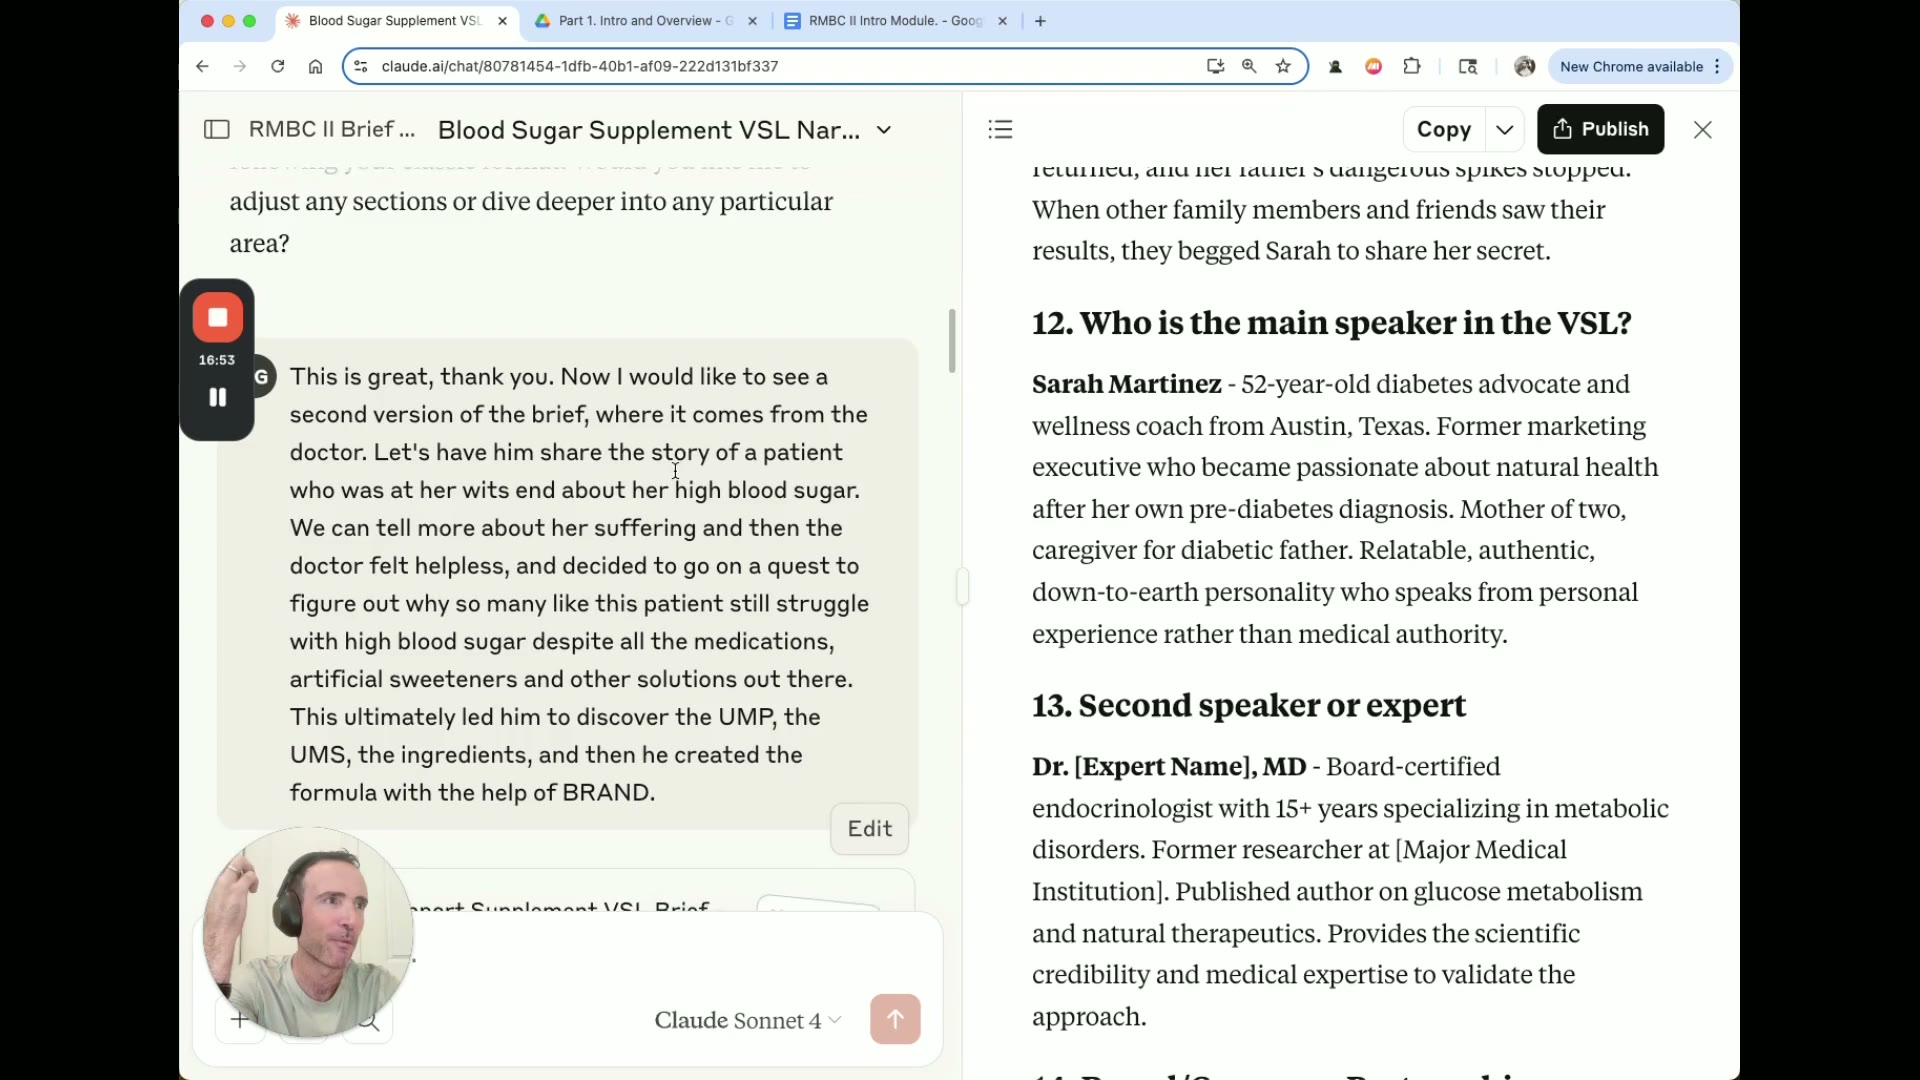 Blood Sugar Supplement VSL
Part 1. Intro and Overview - G
RMBC II Intro Module. - Goog
claude.ai/chat/80781454-1dfb-40b1-af09-222d131bf337
New Chrome available
RMBC II Brief ...
Blood Sugar Supplement VSL Nar...
adjust any sections or dive deeper into any particular
area?
16:53
G
This is great, thank you. Now I would like to see a
second version of the brief, where it comes from the
doctor. Let's have him share the story of a patient
who was at her wits end about her high blood sugar.
We can tell more about her suffering and then the
doctor felt helpless, and decided to go on a quest to
figure out why so many like this patient still struggle
with high blood sugar despite all the medications,
artificial sweeteners and other solutions out there.
This ultimately led him to discover the UMP, the
UMS, the ingredients, and then he created the
formula with the help of BRAND.
Edit
Supplement VSL Brief
Claude Sonnet 4
Copy
Publish
returned, and her father's dangerous spikes stopped.
When other family members and friends saw their
results, they begged Sarah to share her secret.
12. Who is the main speaker in the VSL?
Sarah Martinez - 52-year-old diabetes advocate and
wellness coach from Austin, Texas. Former marketing
executive who became passionate about natural health
after her own pre-diabetes diagnosis. Mother of two,
caregiver for diabetic father. Relatable, authentic,
down-to-earth personality who speaks from personal
experience rather than medical authority.
13. Second speaker or expert
Dr. [Expert Name], MD - Board-certified
endocrinologist with 15+ years specializing in metabolic
disorders. Former researcher at [Major Medical
Institution]. Published author on glucose metabolism
and natural therapeutics. Provides the scientific
credibility and medical expertise to validate the
approach.